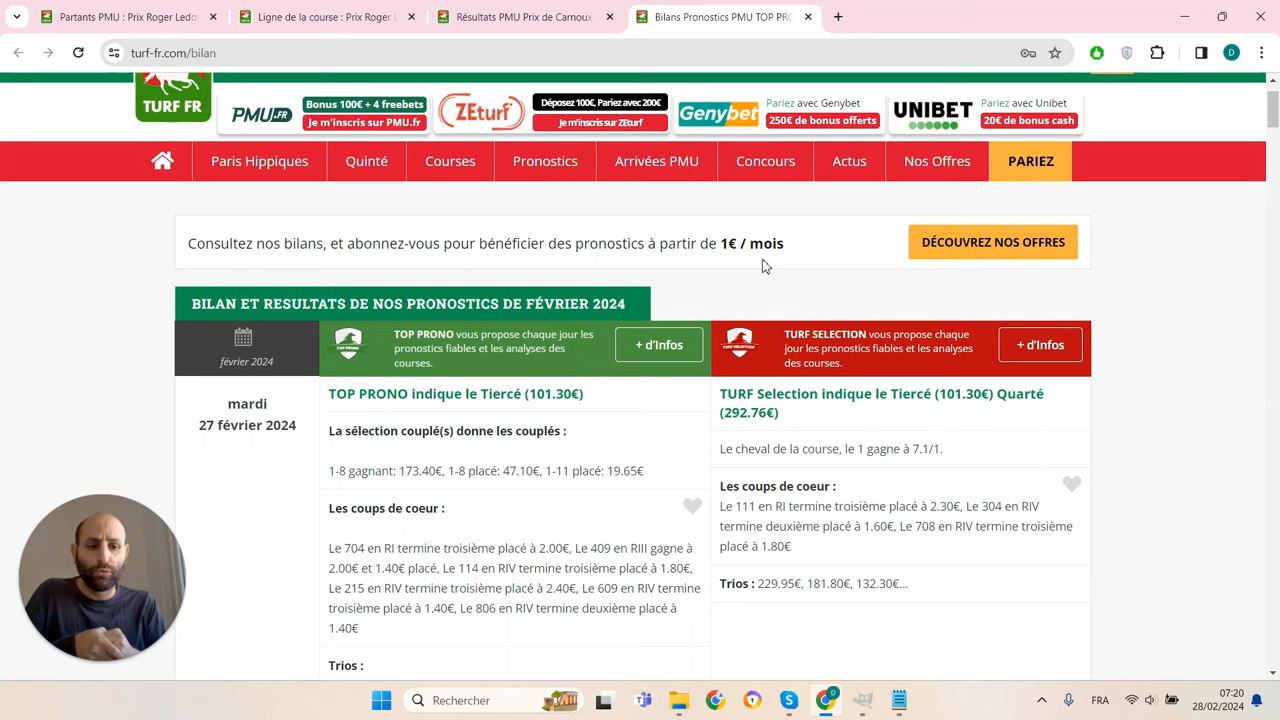 Partants PMU : Prix Roger Ledo
Ligne de la course : Prix Roger L
Résultats PMU Prix de Carnoux-
Bilans Pronostics PMU TOP PRO
turf-fr.com/bilan
D
TURF FR
PMU.FR
Bonus 100€ + 4 freebets
Je m'inscris sur PMU.fr
ZEturf
Déposez 100€, Pariez avec 200€
Je m'inscris sur ZEturf
Genybet
Pariez avec Genybet
250€ de bonus offerts
UNIBET
Pariez avec Unibet
20€ de bonus cash
Paris Hippiques
Quinté
Courses
Pronostics
Arrivées PMU
Concours
Actus
Nos Offres
PARIEZ
Consultez nos bilans, et abonnez-vous pour bénéficier des pronostics à partir de 1€ / mois
DÉCOUVREZ NOS OFFRES
BILAN ET RESULTATS DE NOS PRONOSTICS DE FÉVRIER 2024
février 2024
TOP PRONO
TOP PRONO vous propose chaque jour les
pronostics fiables et les analyses des
courses.
+ d'Infos
TURF SELECTION
TURF SELECTION vous propose chaque
jour les pronostics fiables et les analyses
des courses.
+ d'Infos
mardi
27 février 2024
TOP PRONO indique le Tiercé (101.30€)
La sélection couplé(s) donne les couplés :
1-8 gagnant: 173.40€, 1-8 placé: 47.10€, 1-11 placé: 19.65€
Les coups de coeur :
Le 704 en RI termine troisième placé à 2.00€, Le 409 en RIII gagne à
2.00€ et 1.40€ placé, Le 114 en RIV termine troisième placé à 1.80€,
Le 215 en RIV termine troisième placé à 2.40€, Le 609 en RIV termine
troisième placé à 1.40€, Le 806 en RIV termine deuxième placé à
1.40€
Trios :
TURF Selection indique le Tiercé (101.30€) Quarté
(292.76€)
Le cheval de la course, le 1 gagne à 7.1/1.
Les coups de coeur :
Le 111 en RI termine troisième placé à 2.30€, Le 304 en RIV
termine deuxième placé à 1.60€, Le 708 en RIV termine troisième
placé à 1.80€
Trios : 229.95€, 181.80€, 132.30€...
Rechercher
FRA
07:20
28/02/2024